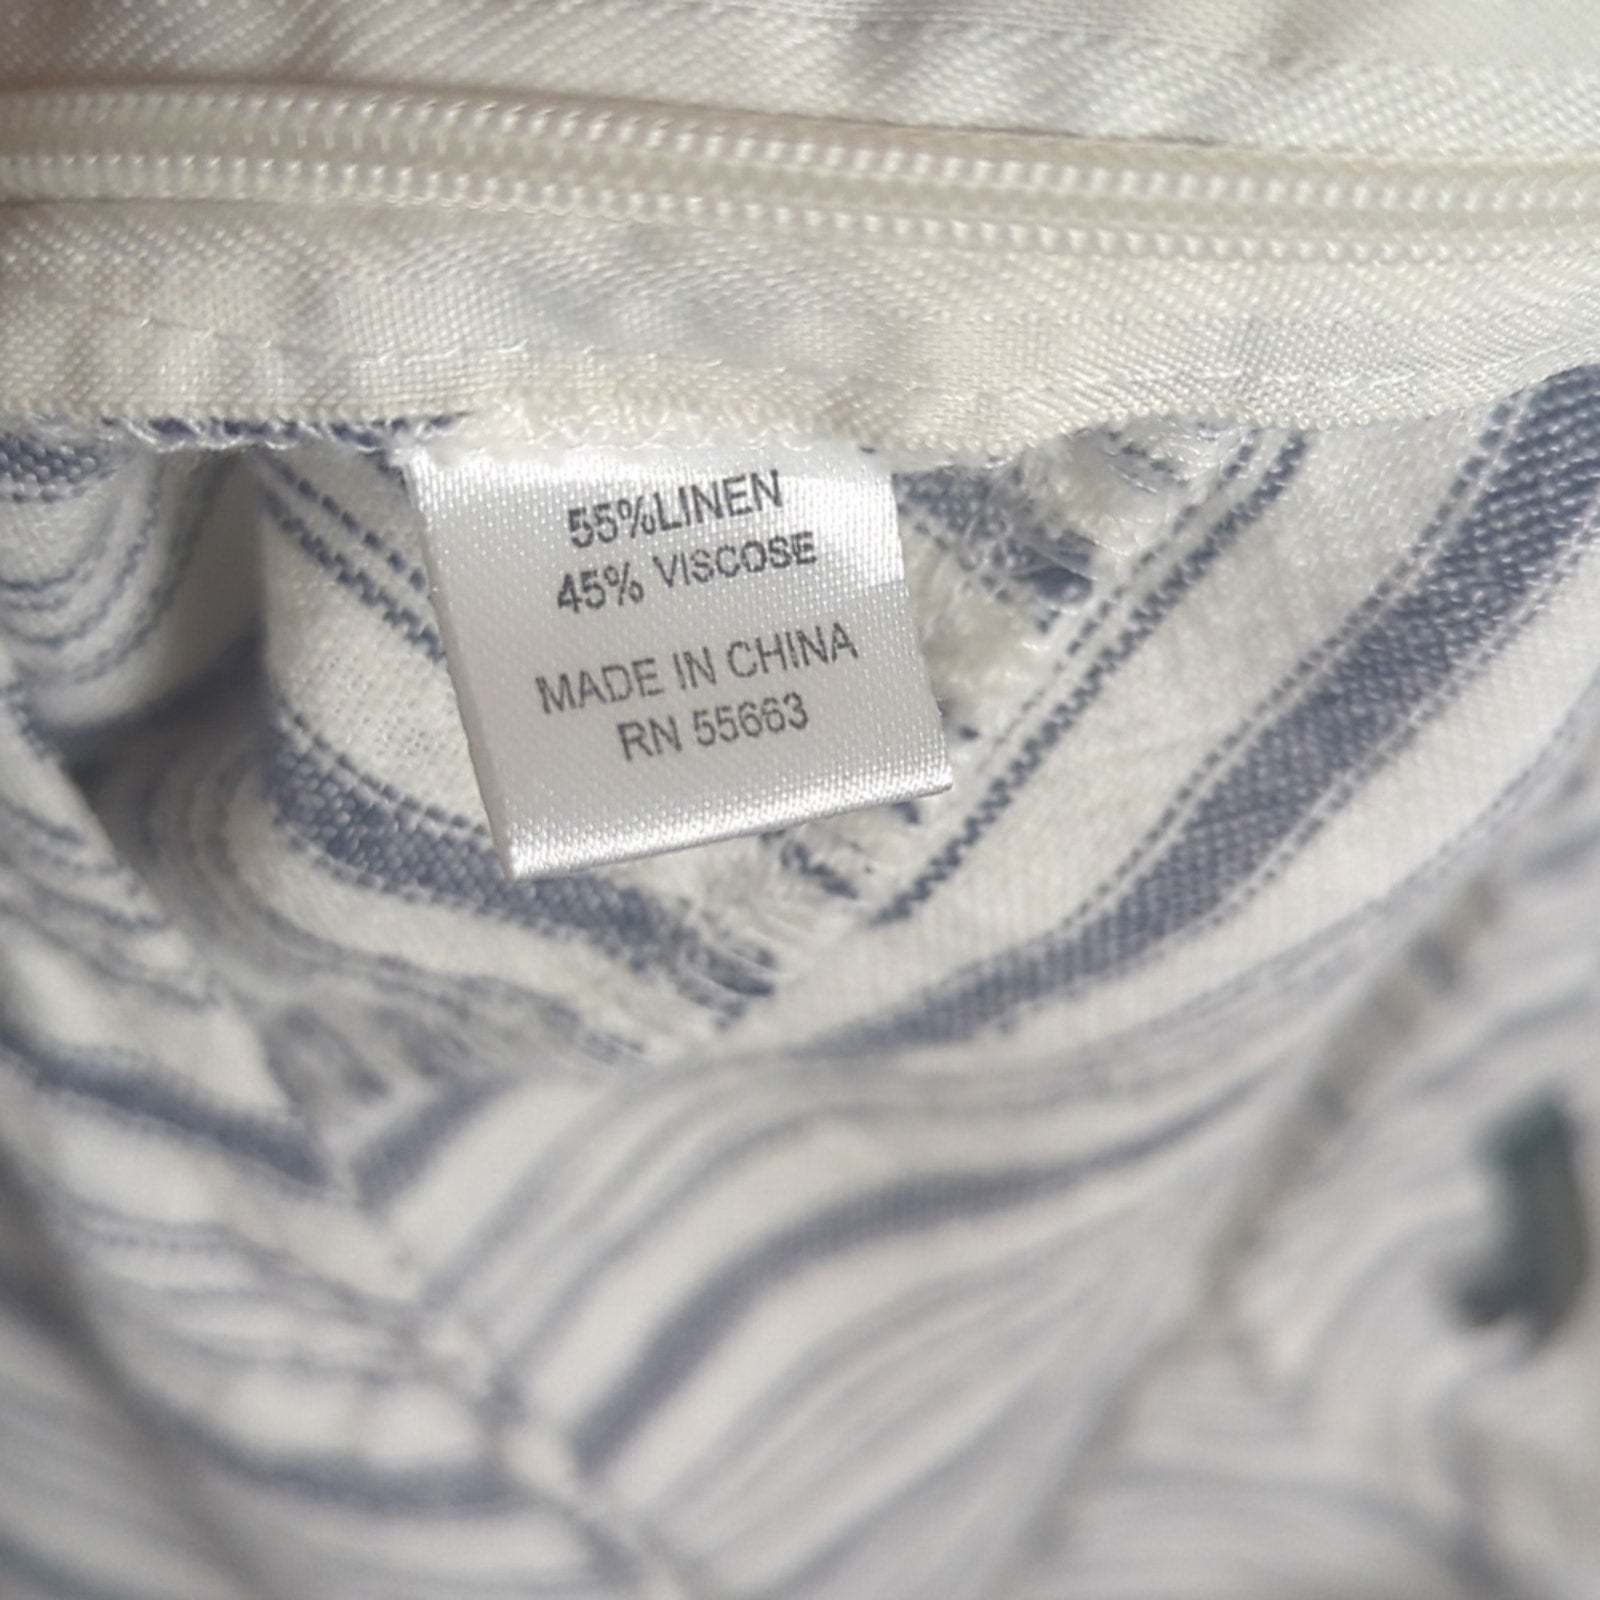 55%LINEN
45% VISCOSE
MADE IN CHINA
RN 55663